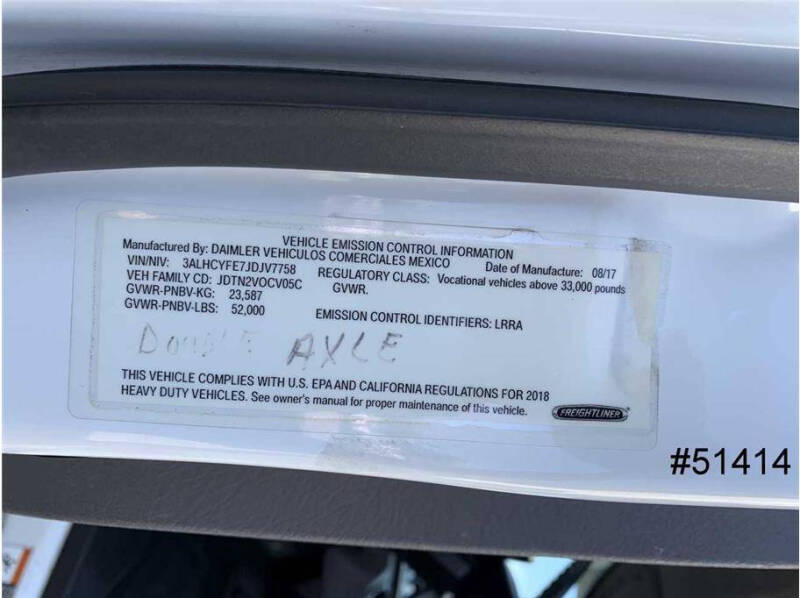 VEHICLE EMISSION CONTROL INFORMATION
Manufactured By: DAIMLER VEHICULOS COMERCIALES MEXICO Date of Manufacture: 08/17
VIN/NIV: 3ALHCYFE7JDJV7758 REGULATORY CLASS: Vocational vehicles above 33,000 pounds
VEH FAMILY CD: JDTN2VOCV05C GVWR.
GVWR-PNBV-KG: 23,587
GVWR-PNBV-LBS: 52,000 EMISSION CONTROL IDENTIFIERS: LRRA
DOUBLE AXLE
THIS VEHICLE COMPLIES WITH U.S. EPA AND CALIFORNIA REGULATIONS FOR 2018
HEAVY DUTY VEHICLES. See owner's manual for proper maintenance of this vehicle.
FREIGHTLINER
#51414